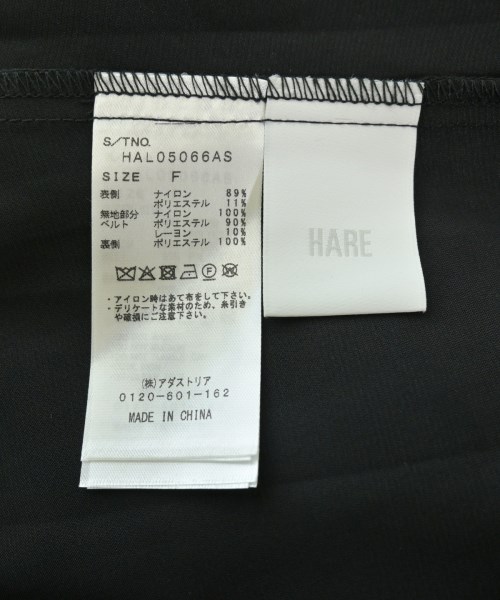 S/TNO.
HAL05066AS
SIZE F
表側 ナイロン 89%
ポリエステル 11%
無地部分 ナイロン 100%
ベルト ポリエステル 90%
レーヨン 10%
裏側 ポリエステル 100%
・アイロン時はあて布をして下さい。
・デリケートな素材のため、糸引き
や破損にご注意下さい。
(株)アダストリア
0120-601-162
MADE IN CHINA
HARE